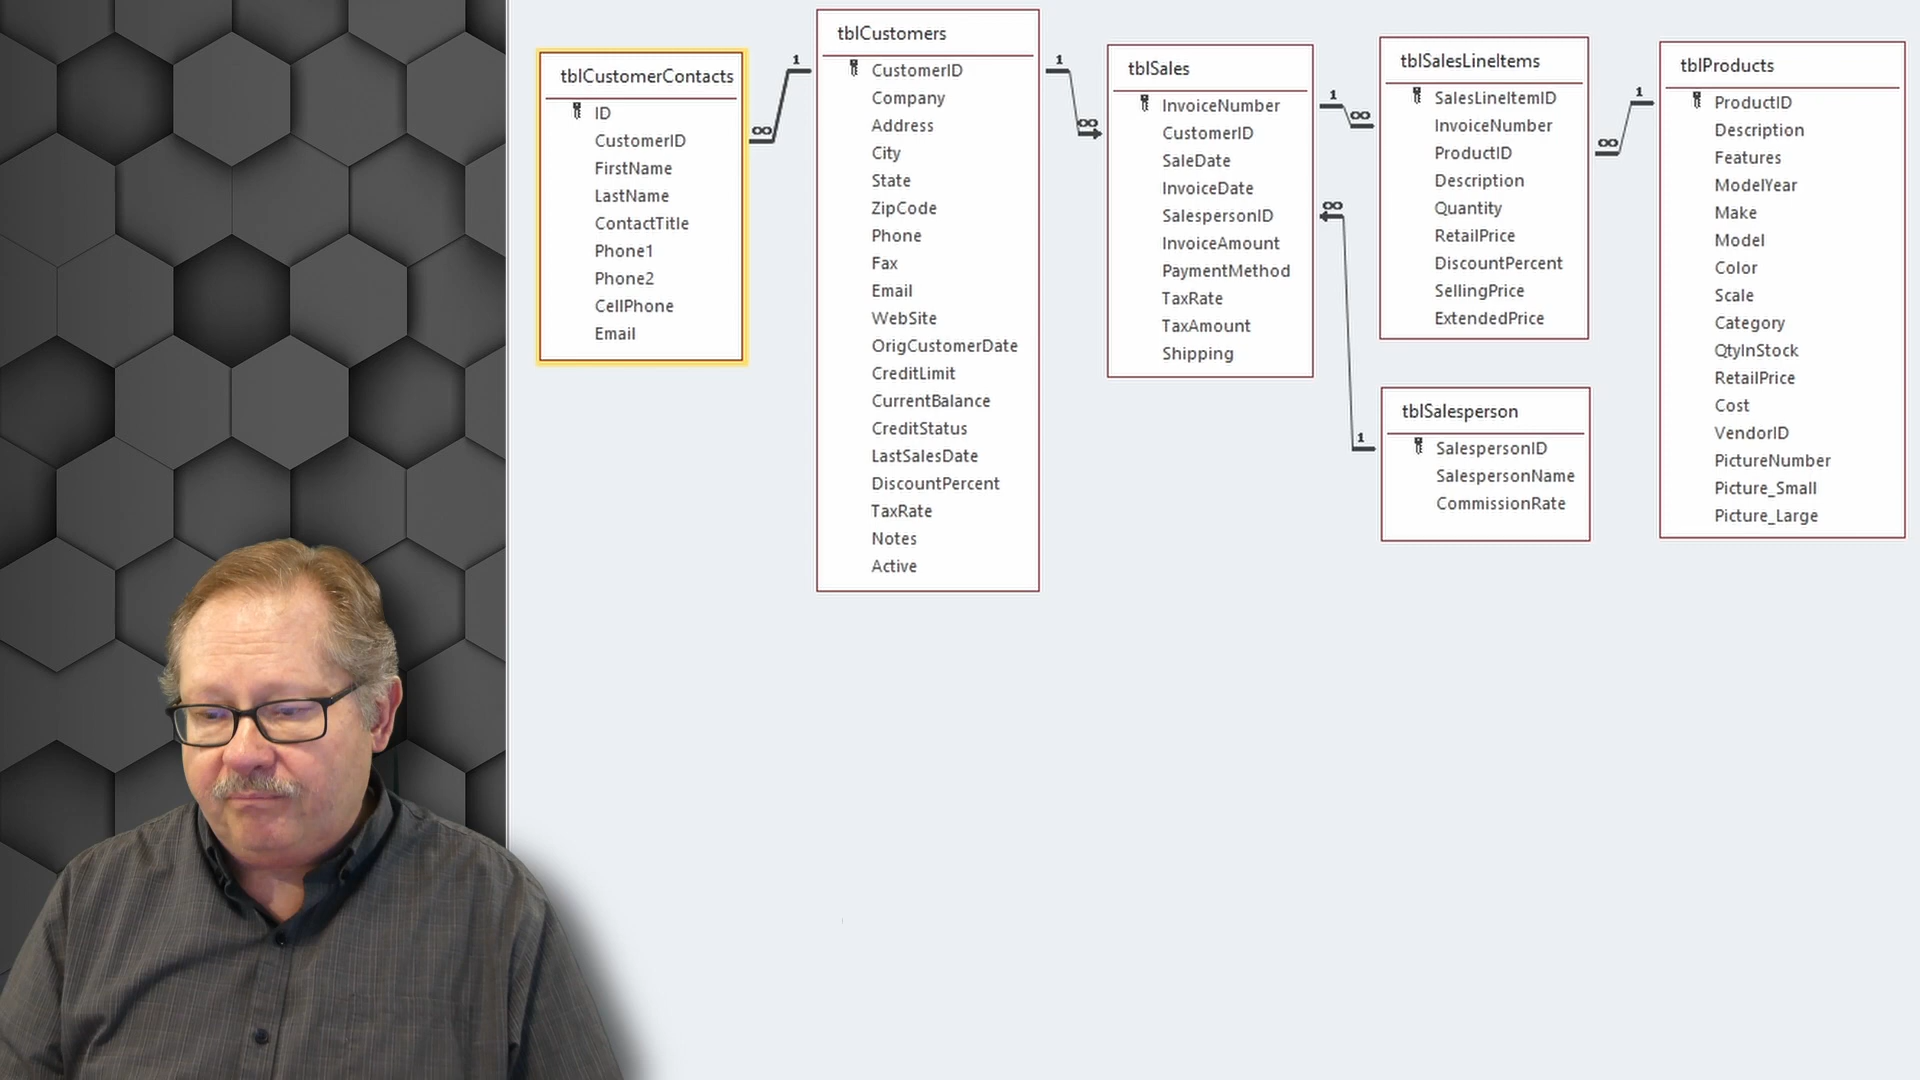 tblCustomerContacts
ID
CustomerID
FirstName
LastName
ContactTitle
Phone1
Phone2
CellPhone
Email
1
∞
tblCustomers
CustomerID
Company
Address
City
State
ZipCode
Phone
Fax
Email
WebSite
OrigCustomerDate
CreditLimit
CurrentBalance
CreditStatus
LastSalesDate
DiscountPercent
TaxRate
Notes
Active
1
∞
tblSales
InvoiceNumber
CustomerID
SaleDate
InvoiceDate
SalespersonID
InvoiceAmount
PaymentMethod
TaxRate
TaxAmount
Shipping
1
∞
∞
1
tblSalesLineItems
SalesLineItemID
InvoiceNumber
ProductID
Description
Quantity
RetailPrice
DiscountPercent
SellingPrice
ExtendedPrice
tblSalesperson
SalespersonID
SalespersonName
CommissionRate
1
∞
tblProducts
ProductID
Description
Features
ModelYear
Make
Model
Color
Scale
Category
QtyInStock
RetailPrice
Cost
VendorID
PictureNumber
Picture_Small
Picture_Large